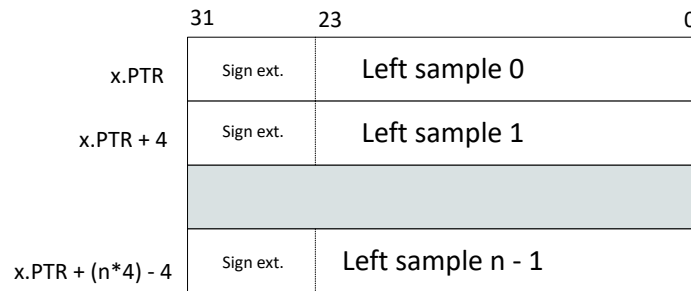 31 23 0
x.PTR Sign ext. Left sample 0
x.PTR + 4 Sign ext. Left sample 1
x.PTR + (n*4) - 4 Sign ext. Left sample n - 1